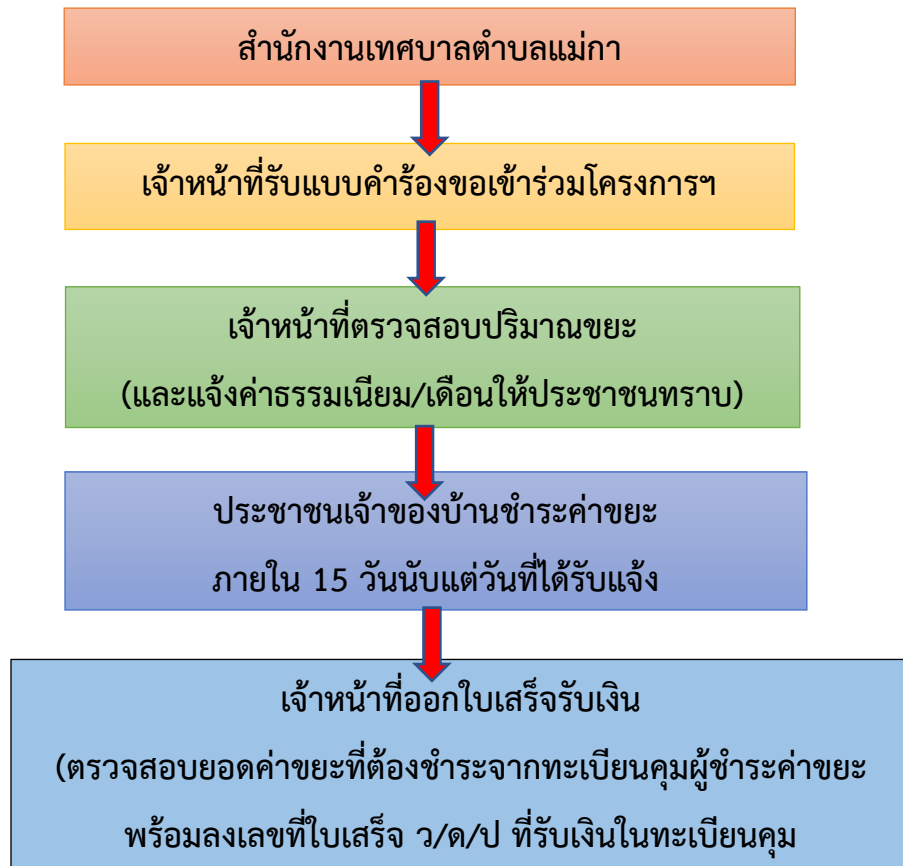 สำนักงานเทศบาลตำบลแม่กา
เจ้าหน้าที่รับแบบคำร้องขอเข้าร่วมโครงการฯ
เจ้าหน้าที่ตรวจสอบปริมาณขยะ
(และแจ้งค่าธรรมเนียม/เดือนให้ประชาชนทราบ)
ประชาชนเจ้าของบ้านชำระค่าขยะ
ภายใน 15 วันนับแต่วันที่ได้รับแจ้ง
เจ้าหน้าที่ออกใบเสร็จรับเงิน
(ตรวจสอบยอดค่าขยะที่ต้องชำระจากทะเบียนคุมผู้ชำระค่าขยะ
พร้อมลงเลขที่ใบเสร็จ ว/ด/ป ที่รับเงินในทะเบียนคุม